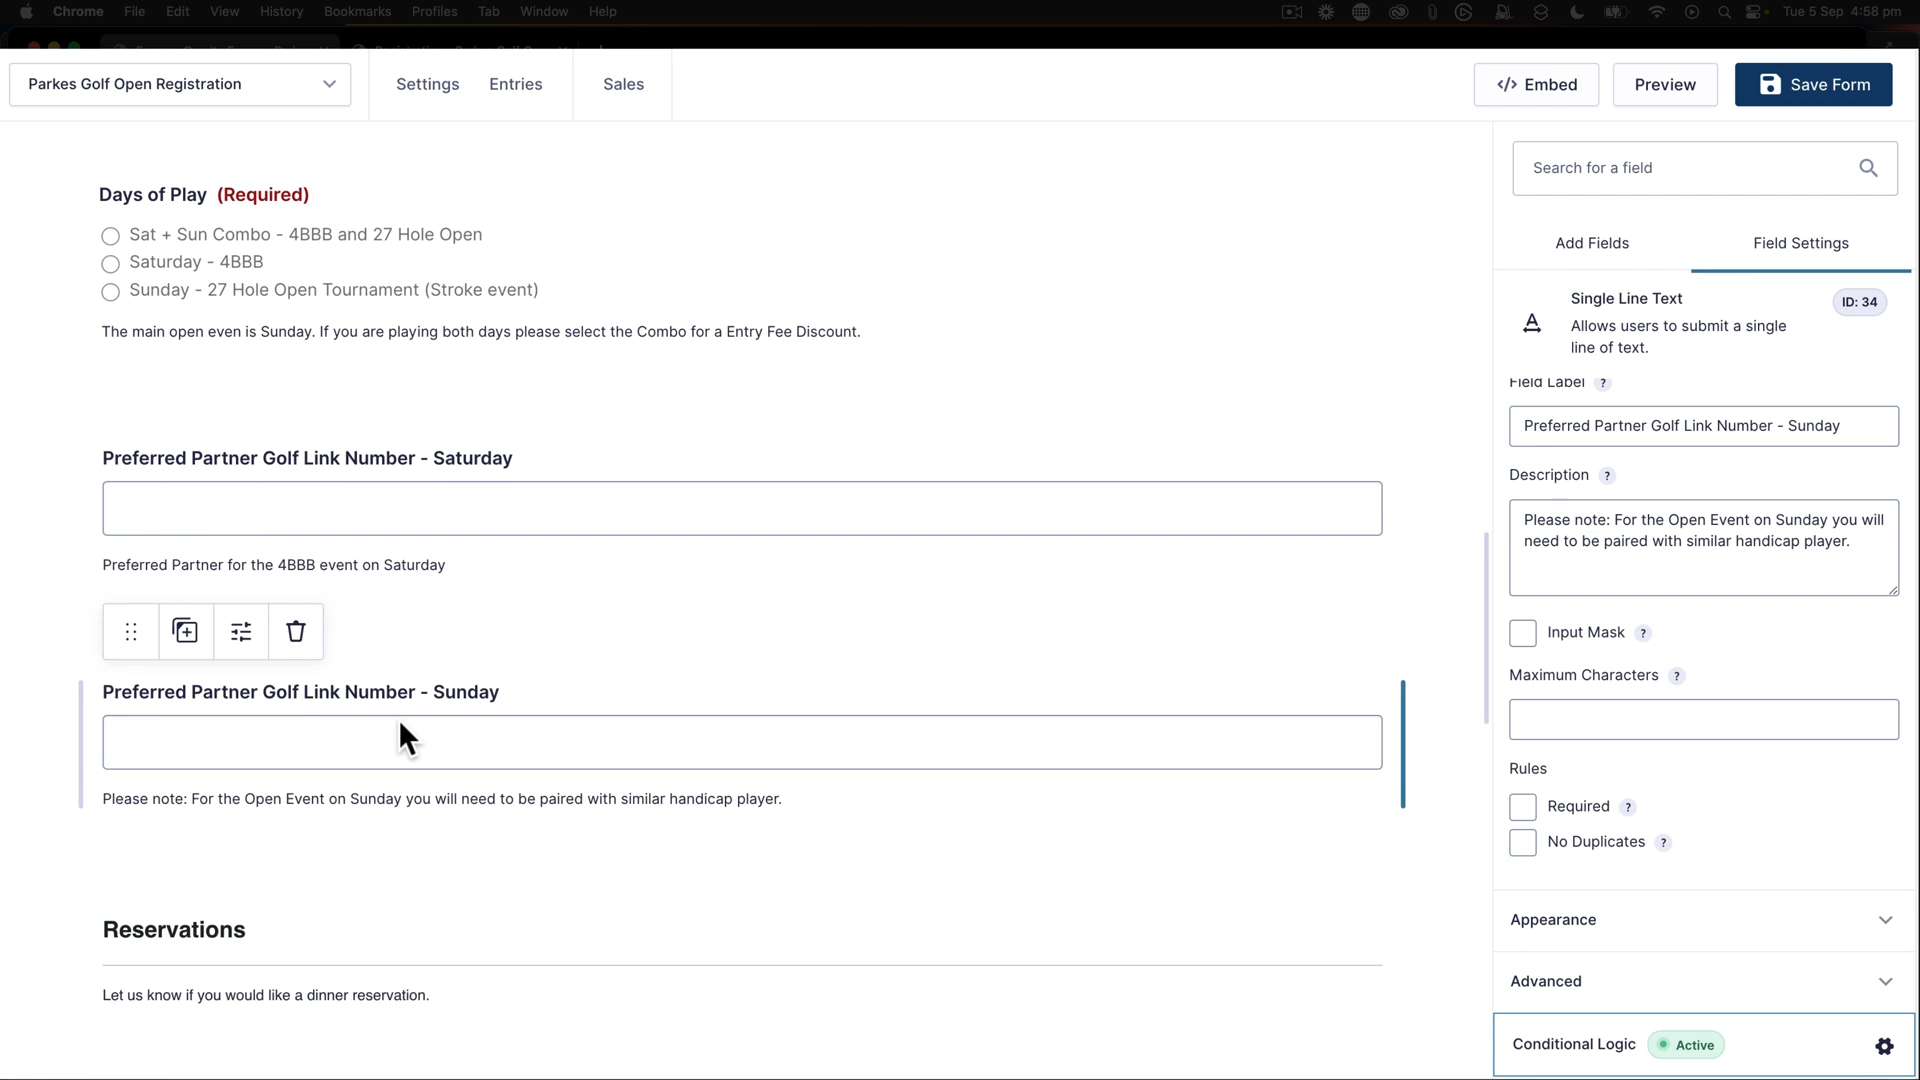 Chrome File Edit View History Bookmarks Profiles Tab Window Help Tue 5 Sep 4:58 pm
Parkes Golf Open Registration
Settings Entries Sales
</> Embed Preview Save Form
Search for a field
Add Fields Field Settings
Single Line Text ID: 34
Allows users to submit a single
line of text.
Field Label ?
Preferred Partner Golf Link Number - Sunday
Description ?
Please note: For the Open Event on Sunday you will
need to be paired with similar handicap player.
Input Mask ?
Maximum Characters ?
Rules
Required ?
No Duplicates ?
Appearance
Advanced
Conditional Logic Active
Days of Play (Required)
Sat + Sun Combo - 4BBB and 27 Hole Open
Saturday - 4BBB
Sunday - 27 Hole Open Tournament (Stroke event)
The main open even is Sunday. If you are playing both days please select the Combo for a Entry Fee Discount.
Preferred Partner Golf Link Number - Saturday
Preferred Partner for the 4BBB event on Saturday
Preferred Partner Golf Link Number - Sunday
Please note: For the Open Event on Sunday you will need to be paired with similar handicap player.
Reservations
Let us know if you would like a dinner reservation.